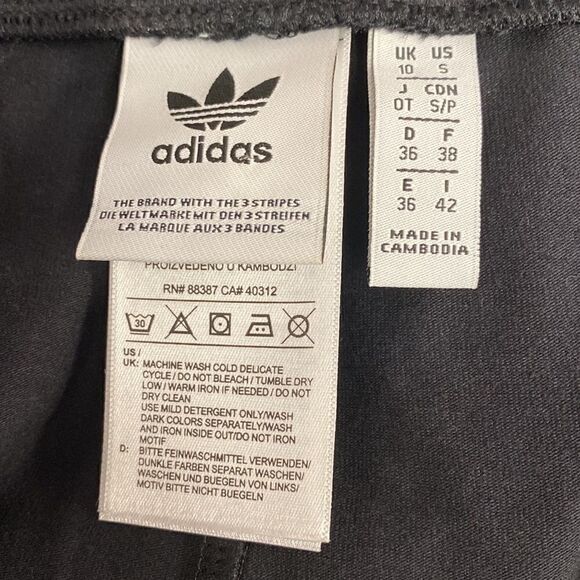 adidas
THE BRAND WITH THE 3 STRIPES
DIE WELTMARKE MIT DEN 3 STREIFEN
LA MARQUE AUX 3 BANDES
UK US
10 S
J CDN
OT S/P
D F
36 38
E I
36 42
MADE IN
CAMBODIA
PROIZVEDENO U KAMBODZI
RN# 88387 CA# 40312
30
US /
UK: MACHINE WASH COLD DELICATE
CYCLE / DO NOT BLEACH / TUMBLE DRY
LOW / WARM IRON IF NEEDED / DO NOT
DRY CLEAN
USE MILD DETERGENT ONLY/WASH
DARK COLORS SEPARATELY/WASH
AND IRON INSIDE OUT/DO NOT IRON
MOTIF
D: BITTE FEINWASCHMITTEL VERWENDEN/
DUNKLE FARBEN SEPARAT WASCHEN/
WASCHEN UND BUEGELN VON LINKS/
MOTIV BITTE NICHT BUEGELN